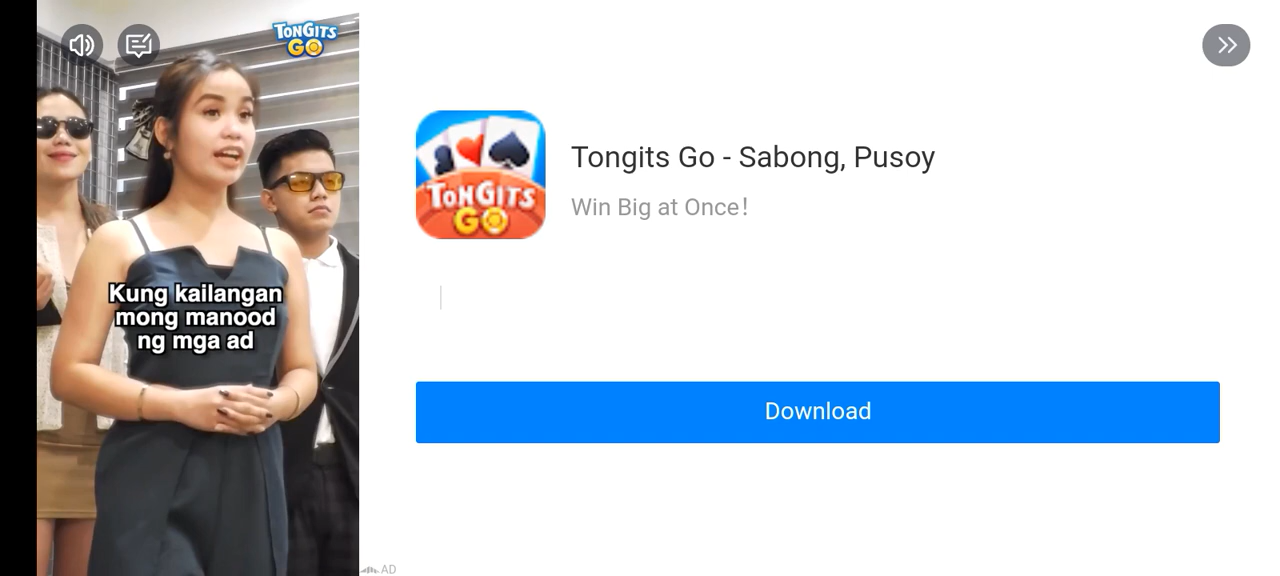 TONGITS
GO
Kung kailangan
mong manood
ng mga ad
TONGITS
GO
Tongits Go - Sabong, Pusoy
Win Big at Once!
Download
AD